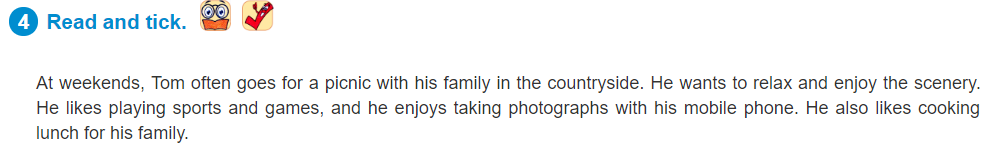 4 Read and tick.
At weekends, Tom often goes for a picnic with his family in the countryside. He wants to relax and enjoy the scenery.
He likes playing sports and games, and he enjoys taking photographs with his mobile phone. He also likes cooking
lunch for his family.